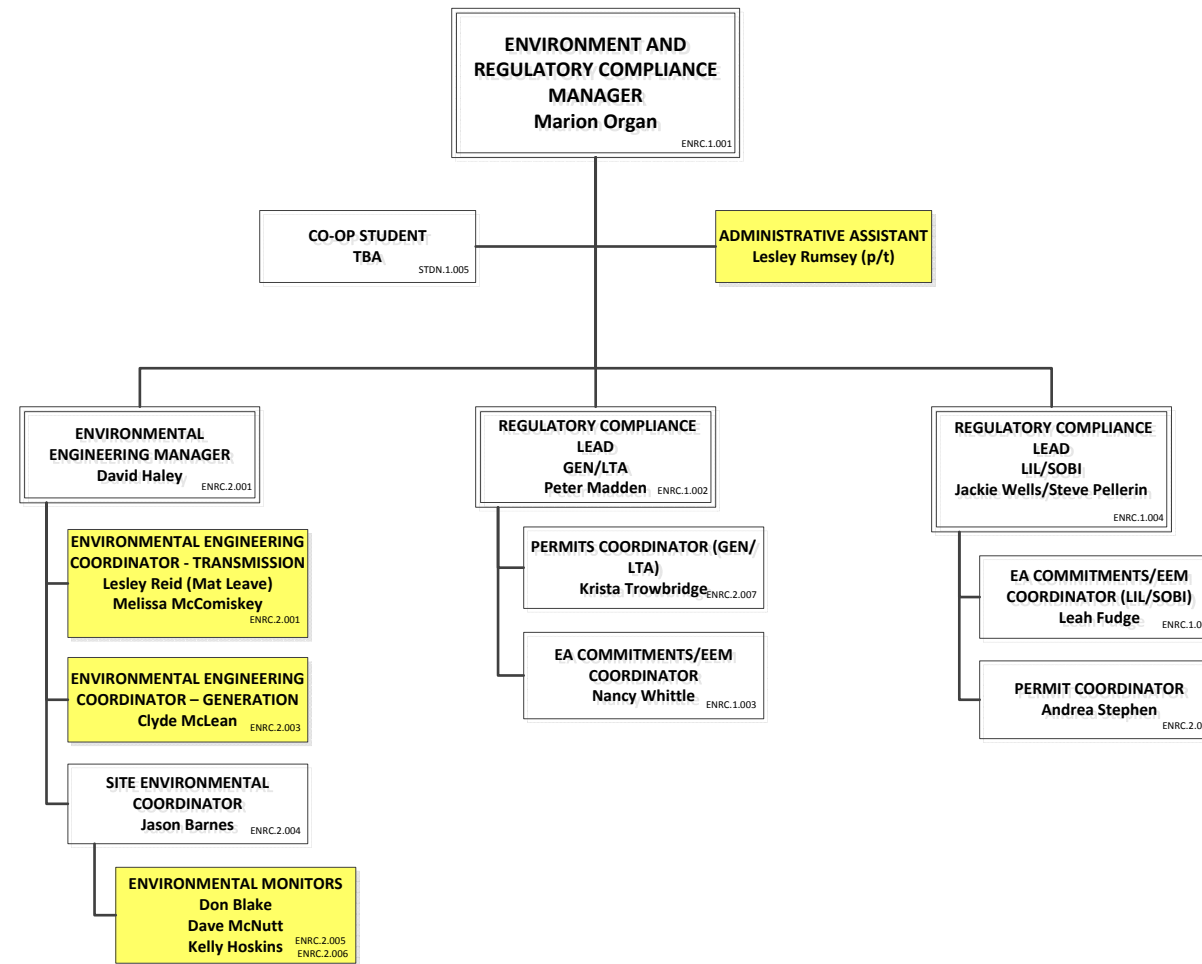 ENVIRONMENT AND
REGULATORY COMPLIANCE
MANAGER
Marion Organ
ENRC.1.001
CO-OP STUDENT
TBA
STDN.1.005
ADMINISTRATIVE ASSISTANT
Lesley Rumsey (p/t)
ENVIRONMENTAL
ENGINEERING MANAGER
David Haley
ENRC.2.001
ENVIRONMENTAL ENGINEERING
COORDINATOR - TRANSMISSION
Lesley Reid (Mat Leave)
Melissa McComiskey
ENRC.2.001
ENVIRONMENTAL ENGINEERING
COORDINATOR – GENERATION
Clyde McLean
ENRC.2.003
SITE ENVIRONMENTAL
COORDINATOR
Jason Barnes
ENRC.2.004
ENVIRONMENTAL MONITORS
Don Blake
Dave McNutt
Kelly Hoskins
ENRC.2.005
ENRC.2.006
REGULATORY COMPLIANCE
LEAD
GEN/LTA
Peter Madden
ENRC.1.002
PERMITS COORDINATOR (GEN/
LTA)
Krista Trowbridge
ENRC.2.007
EA COMMITMENTS/EEM
COORDINATOR
Nancy Whittle
ENRC.1.003
REGULATORY COMPLIANCE
LEAD
LIL/SOBI
Jackie Wells/Steve Pellerin
ENRC.1.004
EA COMMITMENTS/EEM
COORDINATOR (LIL/SOBI)
Leah Fudge
PERMIT COORDINATOR
Andrea Stephen